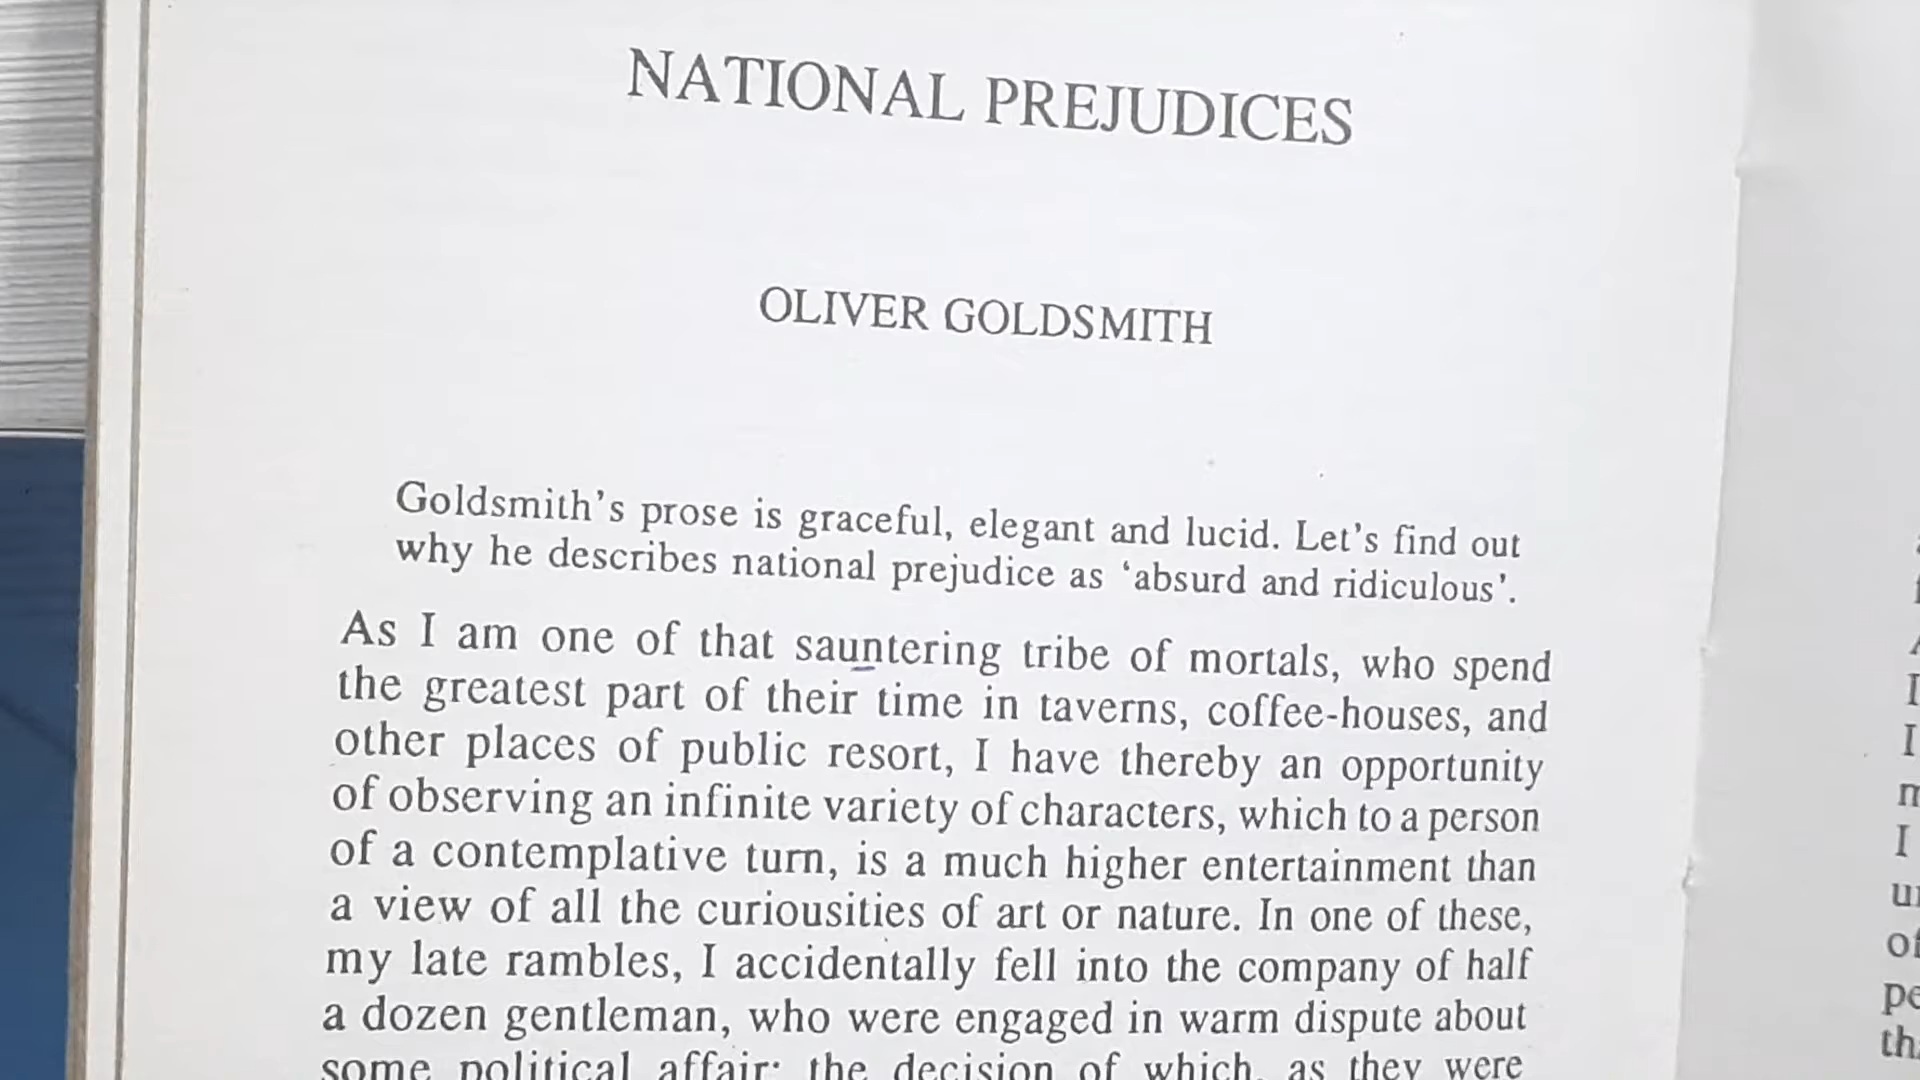 NATIONAL PREJUDICES
OLIVER GOLDSMITH
Goldsmith's prose is graceful, elegant and lucid. Let's find out
why he describes national prejudice as ‘absurd and ridiculous’.
As I am one of that sauntering tribe of mortals, who spend
the greatest part of their time in taverns, coffee-houses, and
other places of public resort, I have thereby an opportunity
of observing an infinite variety of characters, which to a person
of a contemplative turn, is a much higher entertainment than
a view of all the curiousities of art or nature. In one of these,
my late rambles, I accidentally fell into the company of half
a dozen gentleman, who were engaged in warm dispute about
some political affair; the decision of which, as they were